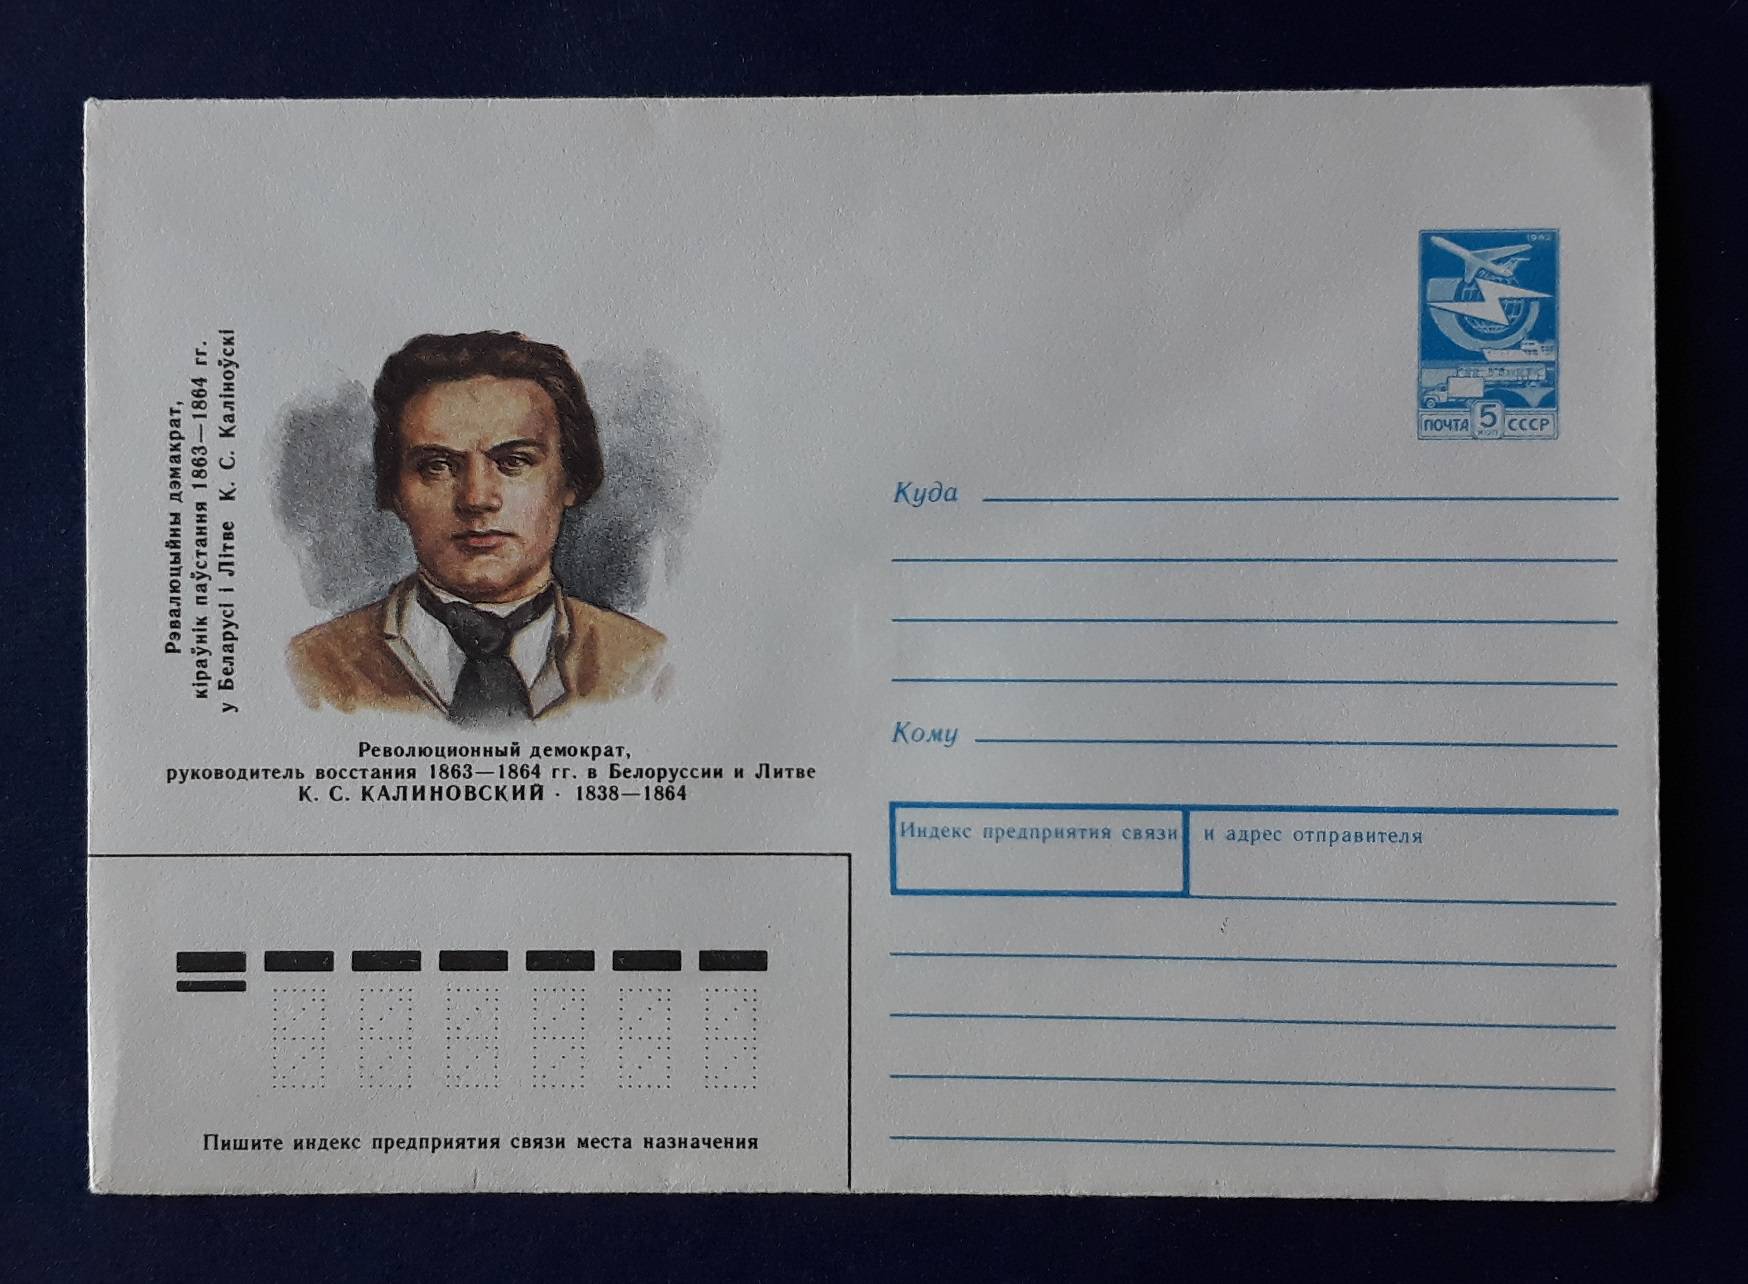 Рэвалюцыйны дэмакрат,
кіраўнік паўстання 1863—1864 гг.
у Беларусі і Літве К. С. Каліноўскі
Революционный демократ,
руководитель восстания 1863—1864 гг. в Белоруссии и Литве
К. С. КАЛИНОВСКИЙ · 1838—1864
1982
ПОЧТА 5 СССР
КОП
Куда
Кому
Индекс предприятия связи и адрес отправителя
Пишите индекс предприятия связи места назначения